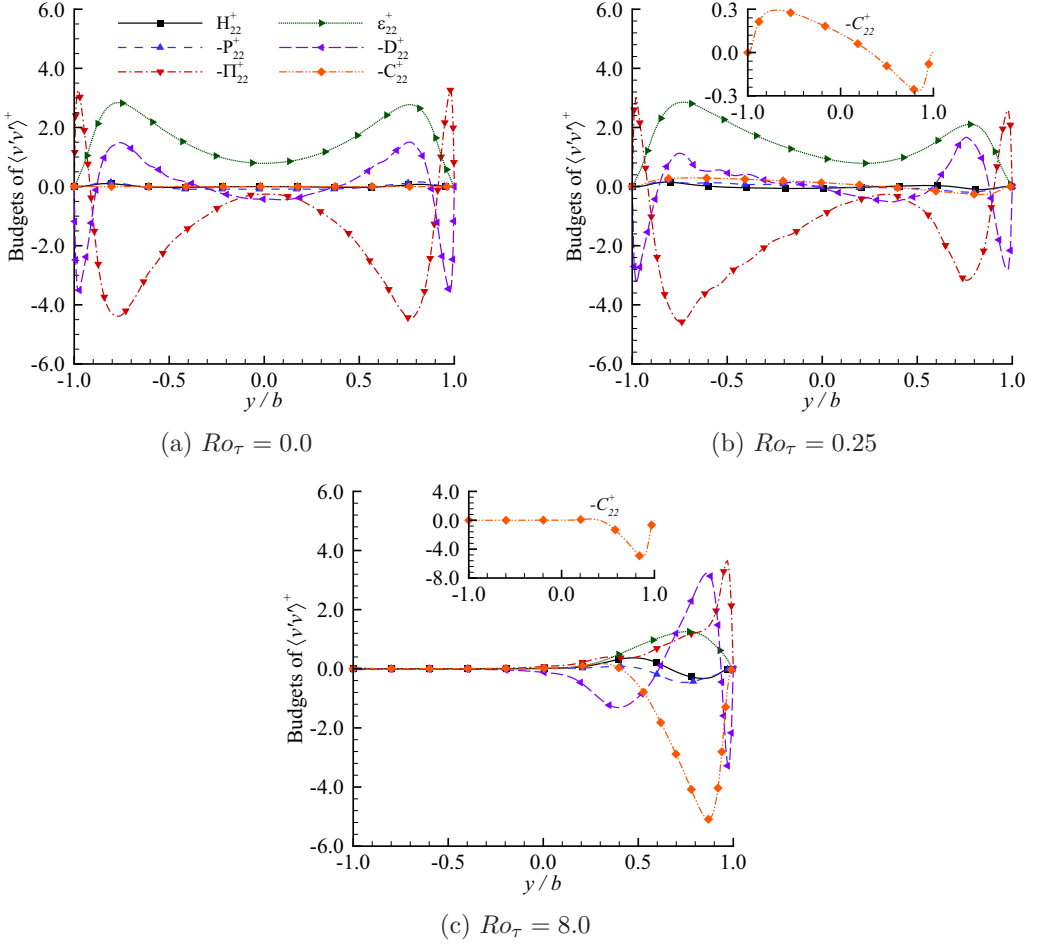 H⁺₂₂
-P⁺₂₂
-Π⁺₂₂
ε⁺₂₂
-D⁺₂₂
-C⁺₂₂
Budgets of ⟨v'v'⟩⁺
6.0
4.0
2.0
0.0
-2.0
-4.0
-6.0
-1.0 -0.5 0.0 0.5 1.0
y / b
(a) Roτ = 0.0
0.3
0.0
-0.3
-C⁺₂₂
-1.0 0.0 1.0
Budgets of ⟨v'v'⟩⁺
6.0
4.0
2.0
0.0
-2.0
-4.0
-6.0
-1.0 -0.5 0.0 0.5 1.0
y / b
(b) Roτ = 0.25
4.0
0.0
-4.0
-8.0
-C⁺₂₂
-1.0 0.0 1.0
Budgets of ⟨v'v'⟩⁺
6.0
4.0
2.0
0.0
-2.0
-4.0
-6.0
-1.0 -0.5 0.0 0.5 1.0
y / b
(c) Roτ = 8.0